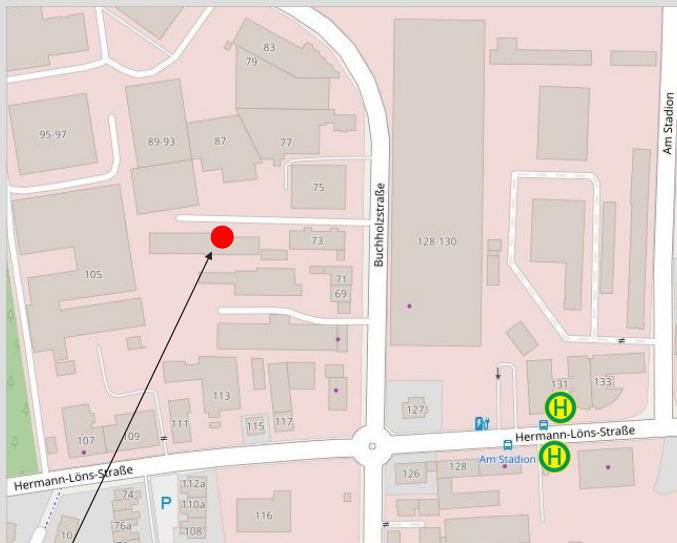 83
79
95-97
89-93
87
77
75
Am Stadion
73
Buchholzstraße
128-130
105
71
69
113
131
133
127
117
115
111
109
107
H
Hermann-Löns-Straße
H
Am Stadion
128
126
Hermann-Löns-Straße
P
74
112a
110a
108
76a
10
116